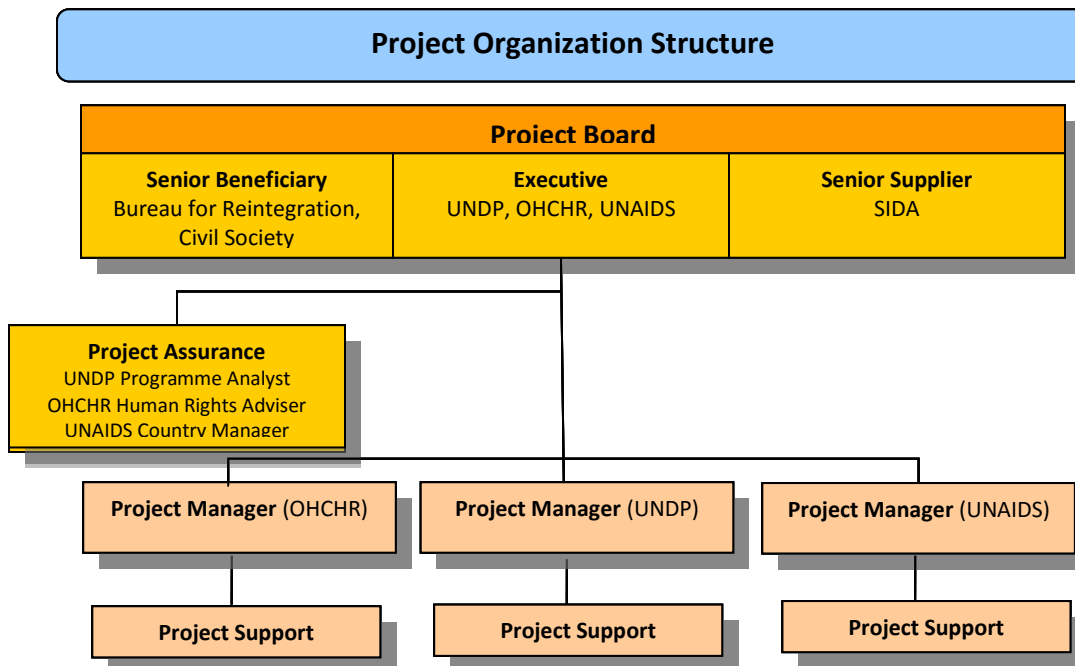 Project Organization Structure
Project Board
Senior Beneficiary
Bureau for Reintegration,
Civil Society
Executive
UNDP, OHCHR, UNAIDS
Senior Supplier
SIDA
Project Assurance
UNDP Programme Analyst
OHCHR Human Rights Adviser
UNAIDS Country Manager
Project Manager (OHCHR)
Project Manager (UNDP)
Project Manager (UNAIDS)
Project Support
Project Support
Project Support